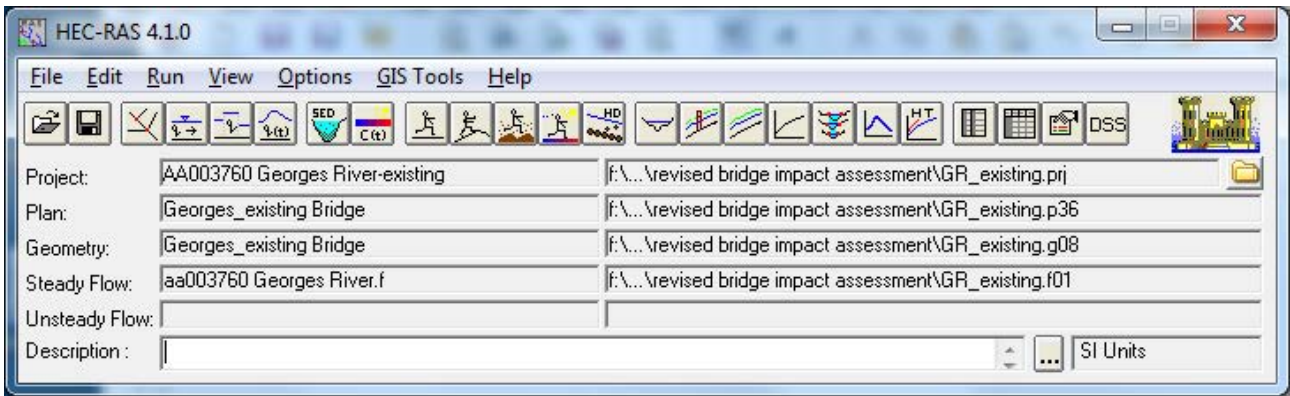 HEC-RAS 4.1.0
File Edit Run View Options GIS Tools Help
SED C(t) HD HT DSS
Project: AA003760 Georges River-existing f:\...\revised bridge impact assessment\GR_existing.prj
Plan: Georges_existing Bridge f:\...\revised bridge impact assessment\GR_existing.p36
Geometry: Georges_existing Bridge f:\...\revised bridge impact assessment\GR_existing.g08
Steady Flow: aa003760 Georges River.f f:\...\revised bridge impact assessment\GR_existing.f01
Unsteady Flow:
Description : ... SI Units